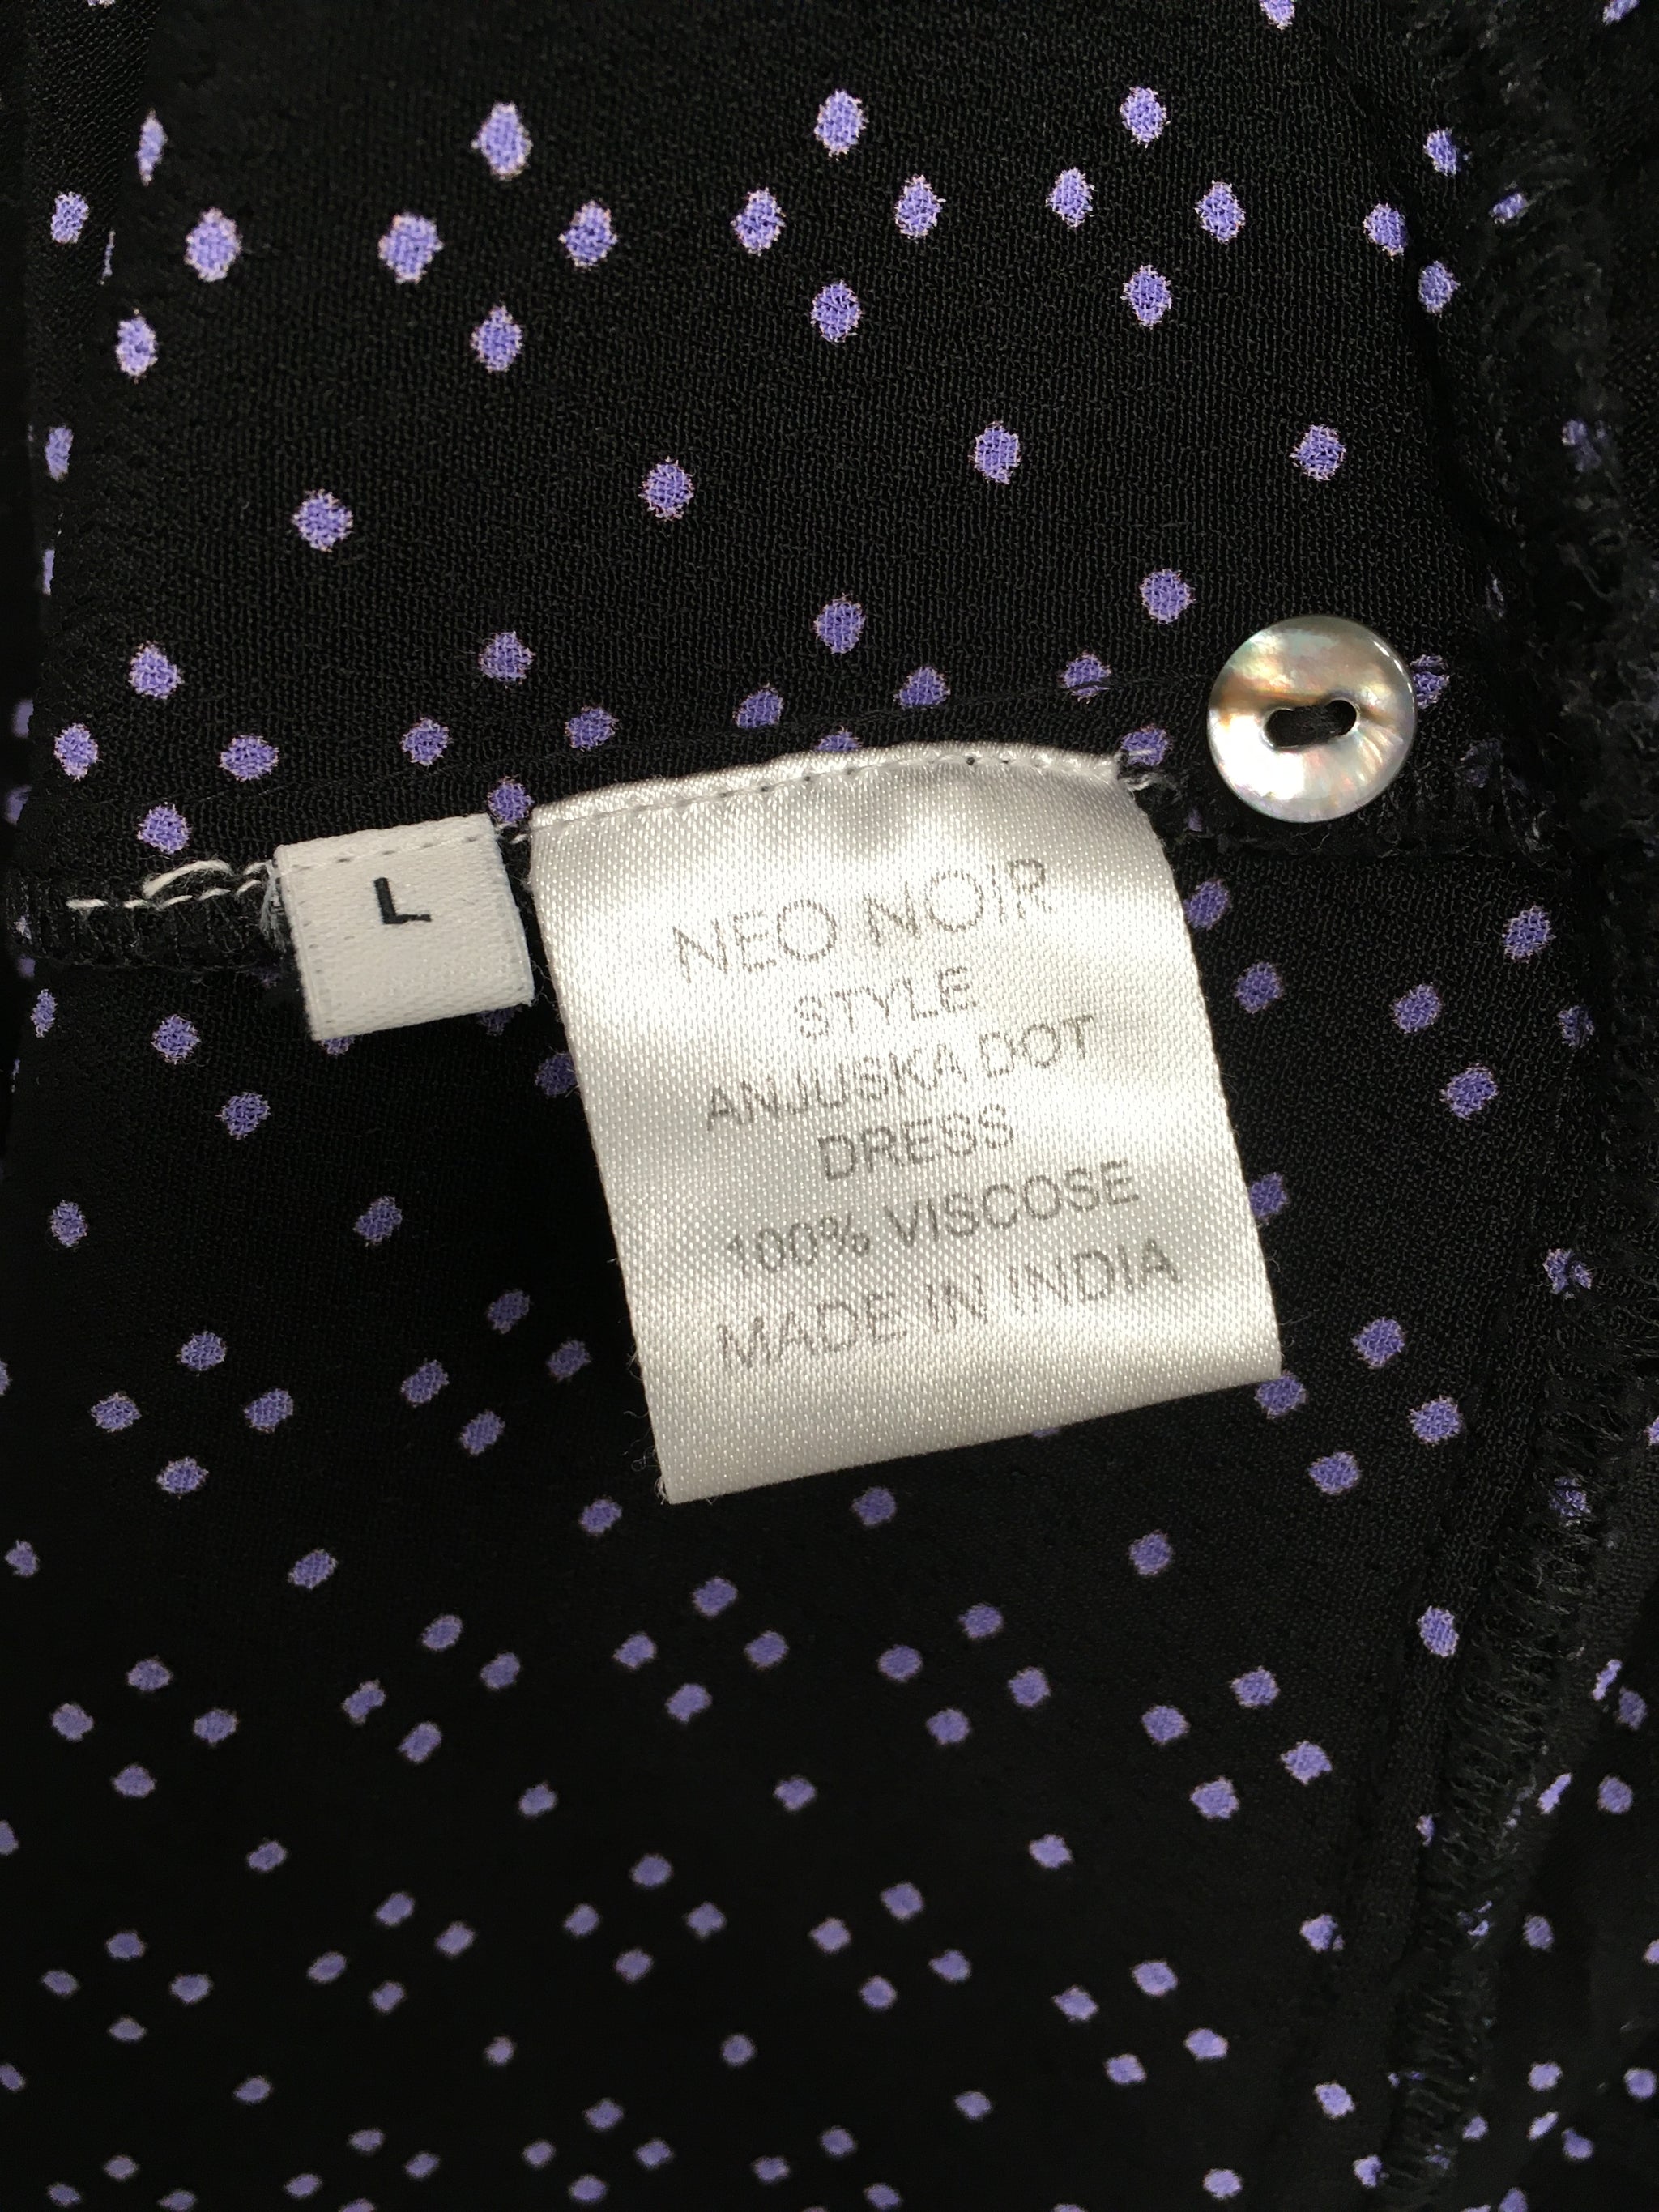 L
NEO NOIR
STYLE
ANJUSKA DOT
DRESS
100% VISCOSE
MADE IN INDIA